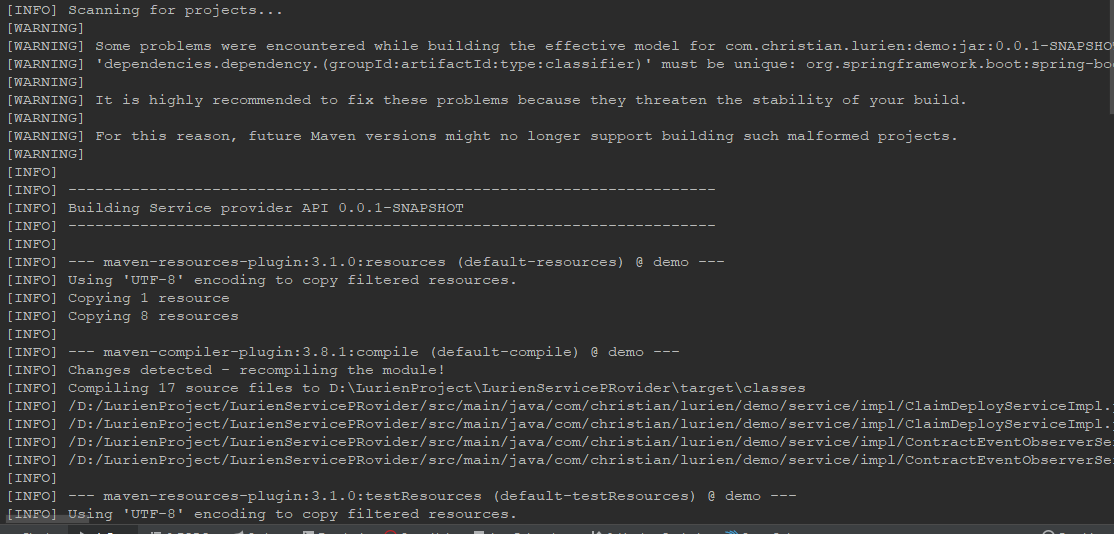 [INFO] Scanning for projects...
[WARNING]
[WARNING] Some problems were encountered while building the effective model for com.christian.lurien:demo:jar:0.0.1-SNAPSHO
[WARNING] 'dependencies.dependency.(groupId:artifactId:type:classifier)' must be unique: org.springframework.boot:spring-bo
[WARNING]
[WARNING] It is highly recommended to fix these problems because they threaten the stability of your build.
[WARNING]
[WARNING] For this reason, future Maven versions might no longer support building such malformed projects.
[WARNING]
[INFO]
[INFO] ------------------------------------------------------------------------
[INFO] Building Service provider API 0.0.1-SNAPSHOT
[INFO] ------------------------------------------------------------------------
[INFO]
[INFO] --- maven-resources-plugin:3.1.0:resources (default-resources) @ demo ---
[INFO] Using 'UTF-8' encoding to copy filtered resources.
[INFO] Copying 1 resource
[INFO] Copying 8 resources
[INFO]
[INFO] --- maven-compiler-plugin:3.8.1:compile (default-compile) @ demo ---
[INFO] Changes detected - recompiling the module!
[INFO] Compiling 17 source files to D:\LurienProject\LurienServicePRovider\target\classes
[INFO] /D:/LurienProject/LurienServicePRovider/src/main/java/com/christian/lurien/demo/service/impl/ClaimDeployServiceImpl.
[INFO] /D:/LurienProject/LurienServicePRovider/src/main/java/com/christian/lurien/demo/service/impl/ClaimDeployServiceImpl.
[INFO] /D:/LurienProject/LurienServicePRovider/src/main/java/com/christian/lurien/demo/service/impl/ContractEventObserverSe
[INFO] /D:/LurienProject/LurienServicePRovider/src/main/java/com/christian/lurien/demo/service/impl/ContractEventObserverSe
[INFO]
[INFO] --- maven-resources-plugin:3.1.0:testResources (default-testResources) @ demo ---
[INFO] Using 'UTF-8' encoding to copy filtered resources.